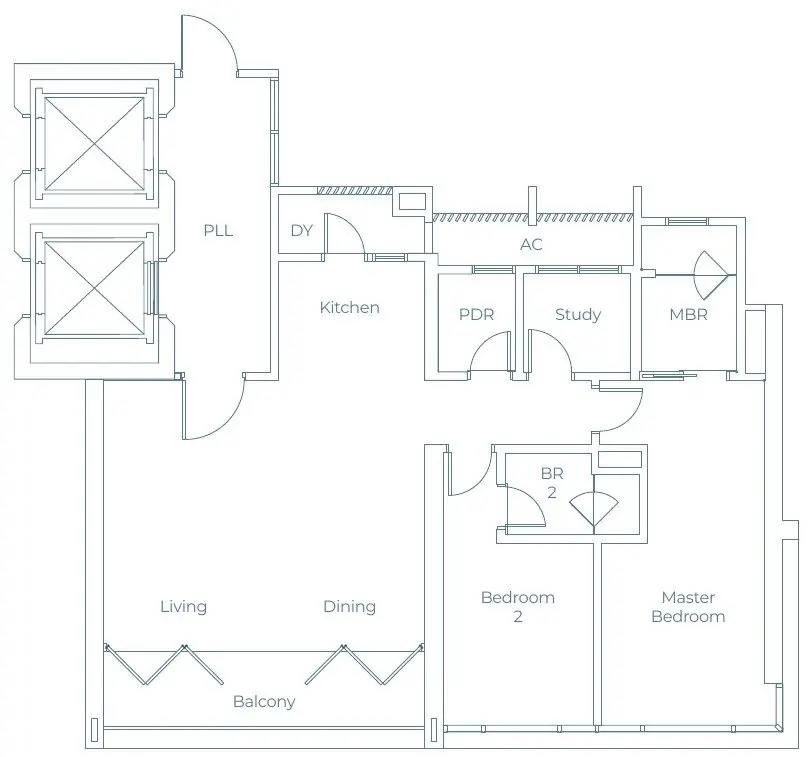 PLL
DY
AC
Kitchen
PDR
Study
MBR
BR
2
Living
Dining
Bedroom
2
Master
Bedroom
Balcony